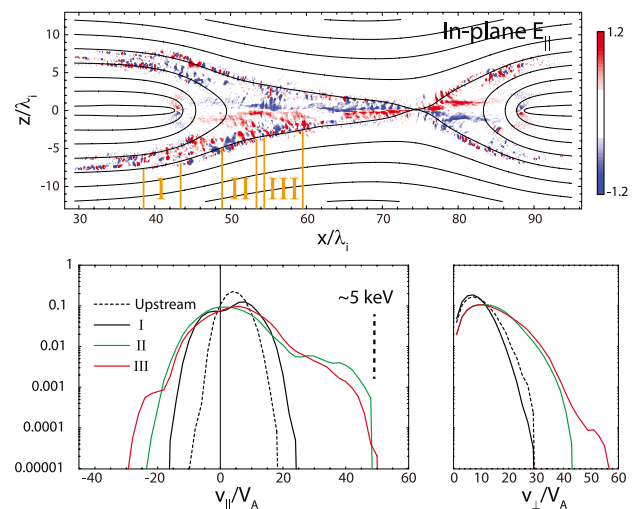 In-plane E||
z/λi
10
5
0
-5
-10
I II III
30 40 50 60 70 80 90
x/λi
1.2
-1.2
1
0.1
0.01
0.001
0.0001
0.00001
Upstream
I
II
III
~5 keV
-40 -20 0 20 40 60
v||/VA
0 10 20 30 40 50 60
v⊥/VA